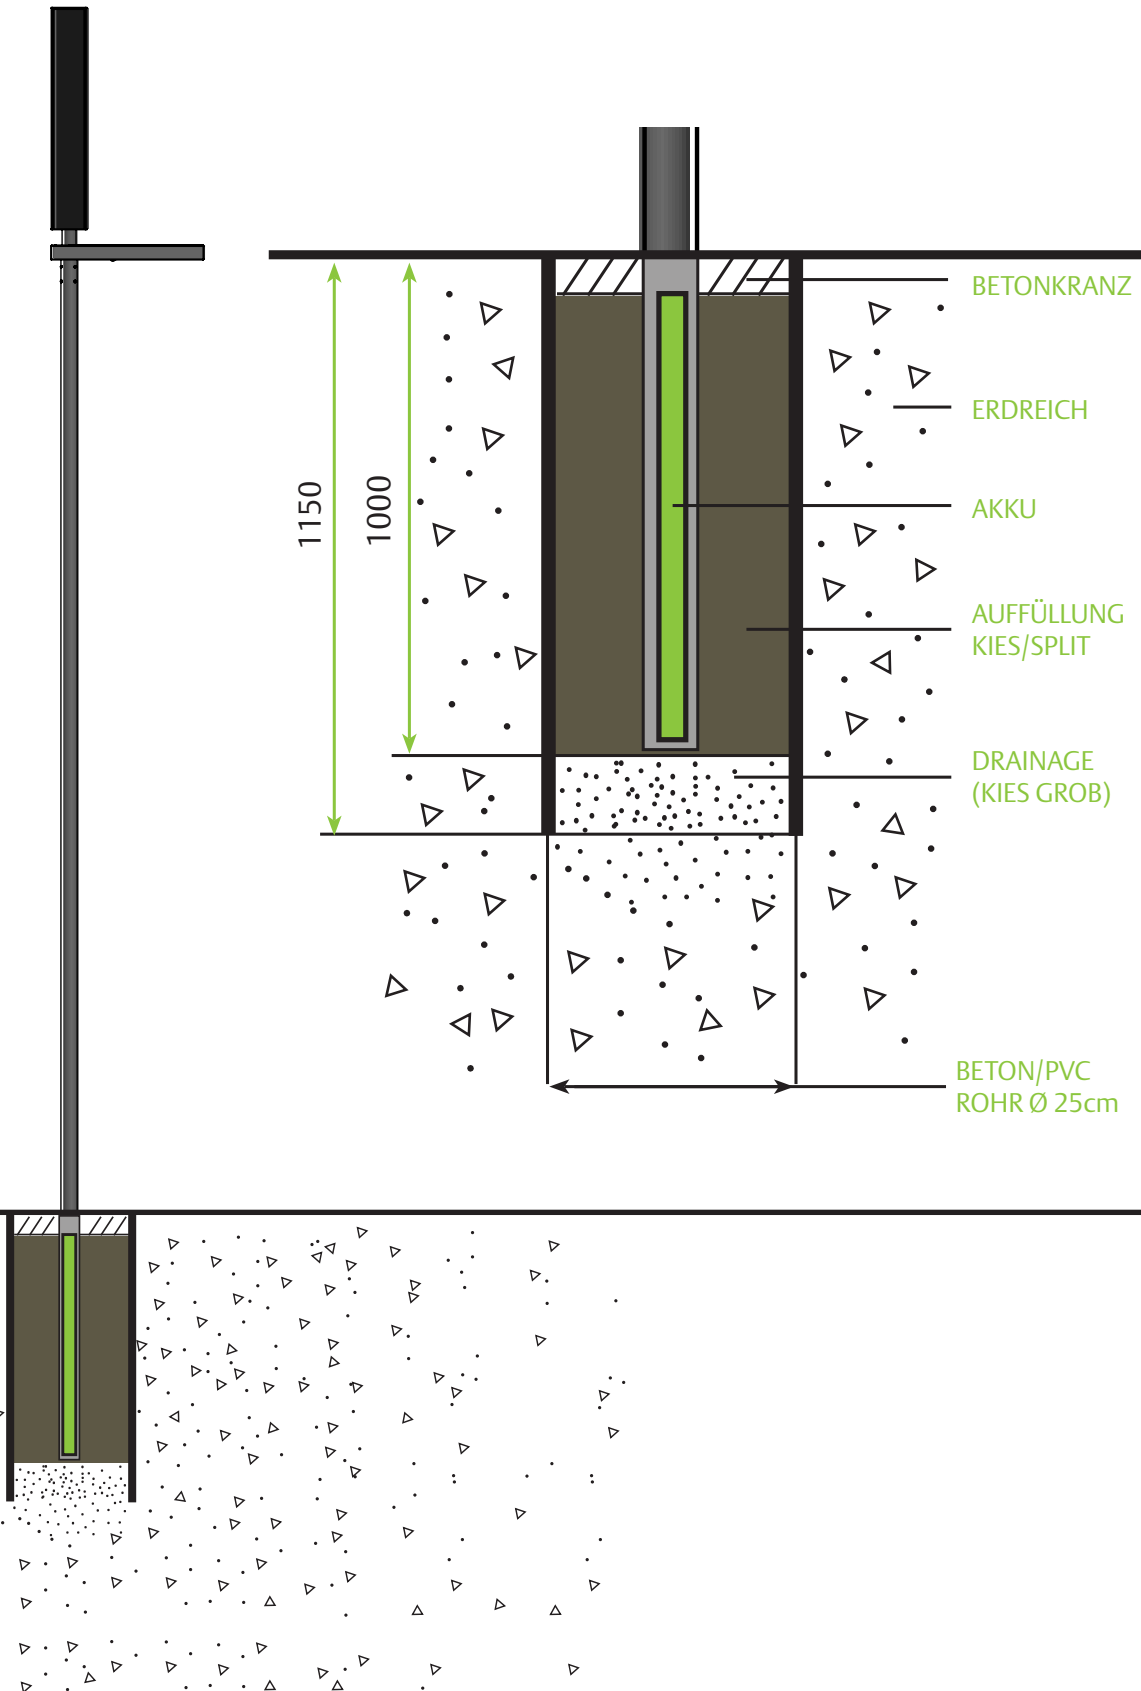 BETONKRANZ
ERDREICH
1150
1000
AKKU
AUFFÜLLUNG
KIES/SPLIT
DRAINAGE
(KIES GROB)
BETON/PVC
ROHR Ø 25cm